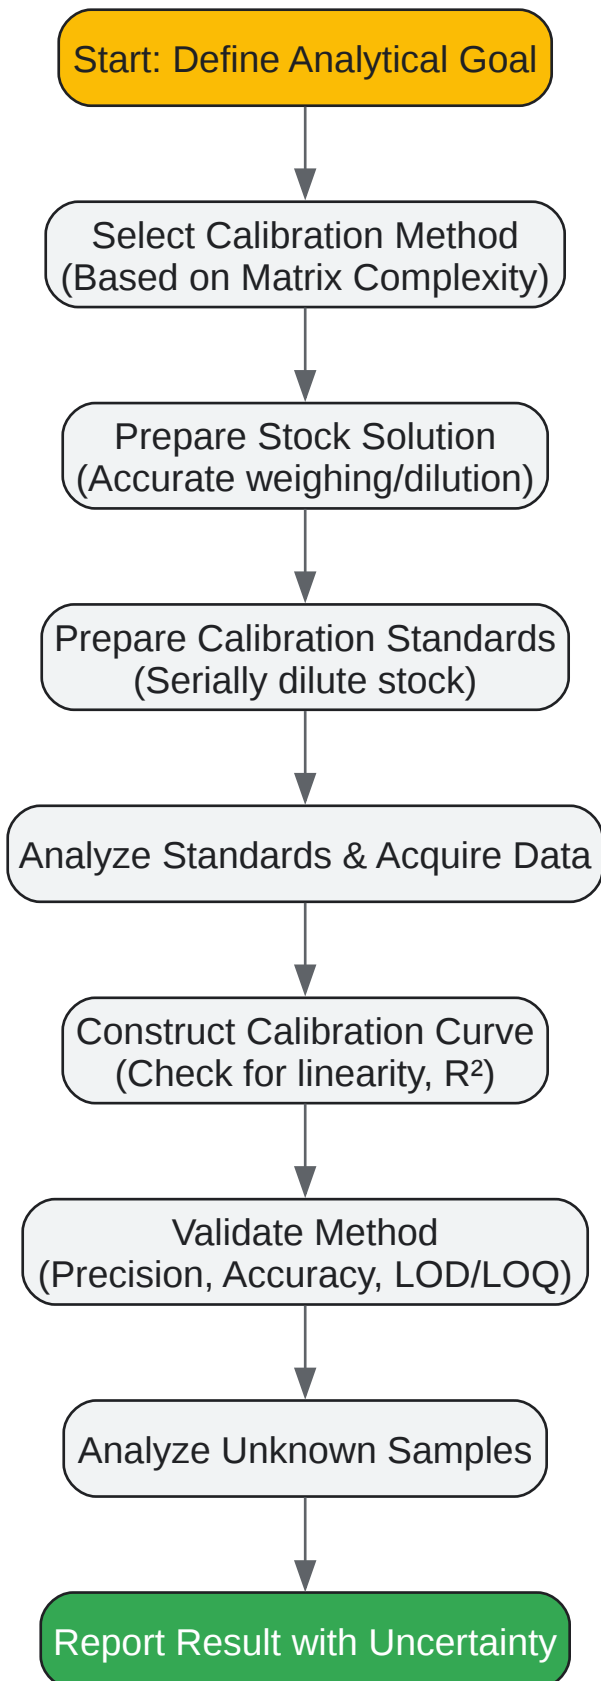 Start: Define Analytical Goal
Select Calibration Method
(Based on Matrix Complexity)
Prepare Stock Solution
(Accurate weighing/dilution)
Prepare Calibration Standards
(Serially dilute stock)
Analyze Standards & Acquire Data
Construct Calibration Curve
(Check for linearity, R²)
Validate Method
(Precision, Accuracy, LOD/LOQ)
Analyze Unknown Samples
Report Result with Uncertainty